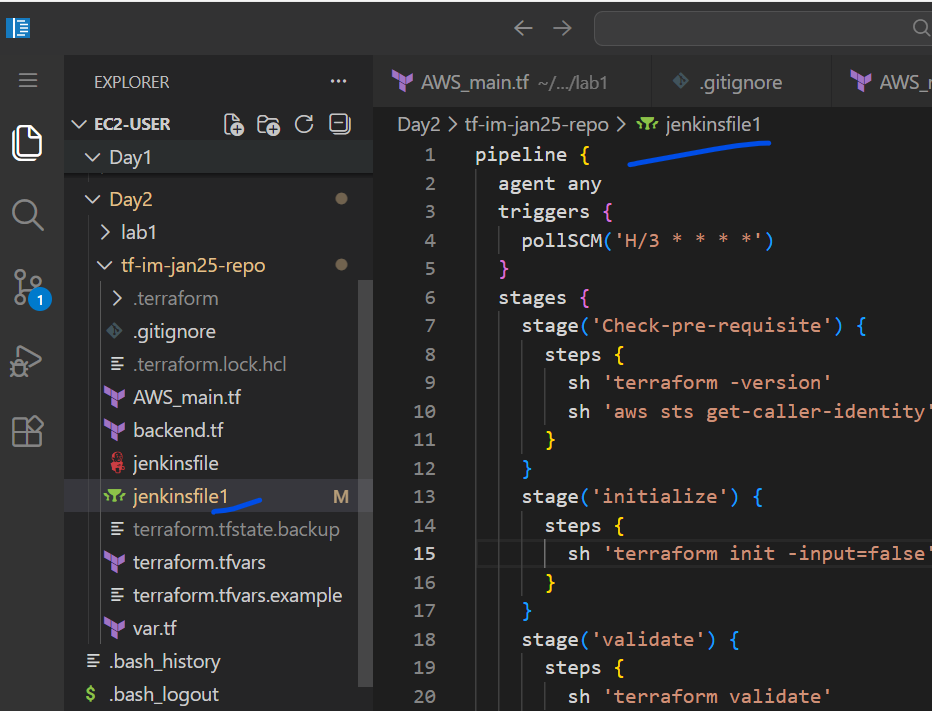 EXPLORER
EC2-USER
Day1
Day2
lab1
tf-im-jan25-repo
.terraform
.gitignore
.terraform.lock.hcl
AWS_main.tf
backend.tf
jenkinsfile
jenkinsfile1 M
terraform.tfstate.backup
terraform.tfvars
terraform.tfvars.example
var.tf
.bash_history
$ .bash_logout
1
AWS_main.tf ~/.../lab1 .gitignore AWS_
Day2 > tf-im-jan25-repo > jenkinsfile1
1 pipeline {
2 agent any
3 triggers {
4 pollSCM('H/3 * * * *')
5 }
6 stages {
7 stage('Check-pre-requisite') {
8 steps {
9 sh 'terraform -version'
10 sh 'aws sts get-caller-identity'
11 }
12 }
13 stage('initialize') {
14 steps {
15 sh 'terraform init -input=false'
16 }
17 }
18 stage('validate') {
19 steps {
20 sh 'terraform validate'